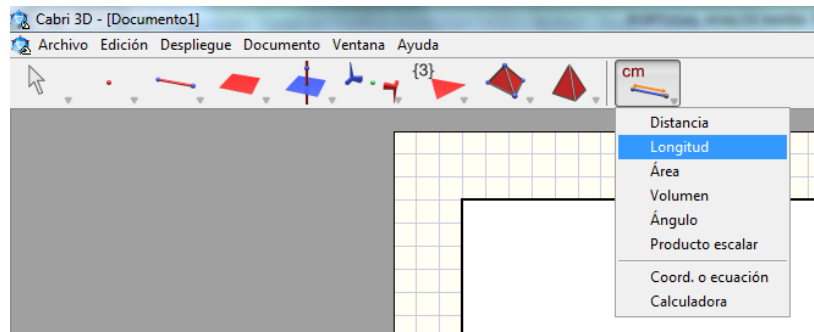 Cabri 3D - [Documento1]
Archivo Edición Despliegue Documento Ventana Ayuda
{3}
cm
Distancia
Longitud
Área
Volumen
Ángulo
Producto escalar
Coord. o ecuación
Calculadora